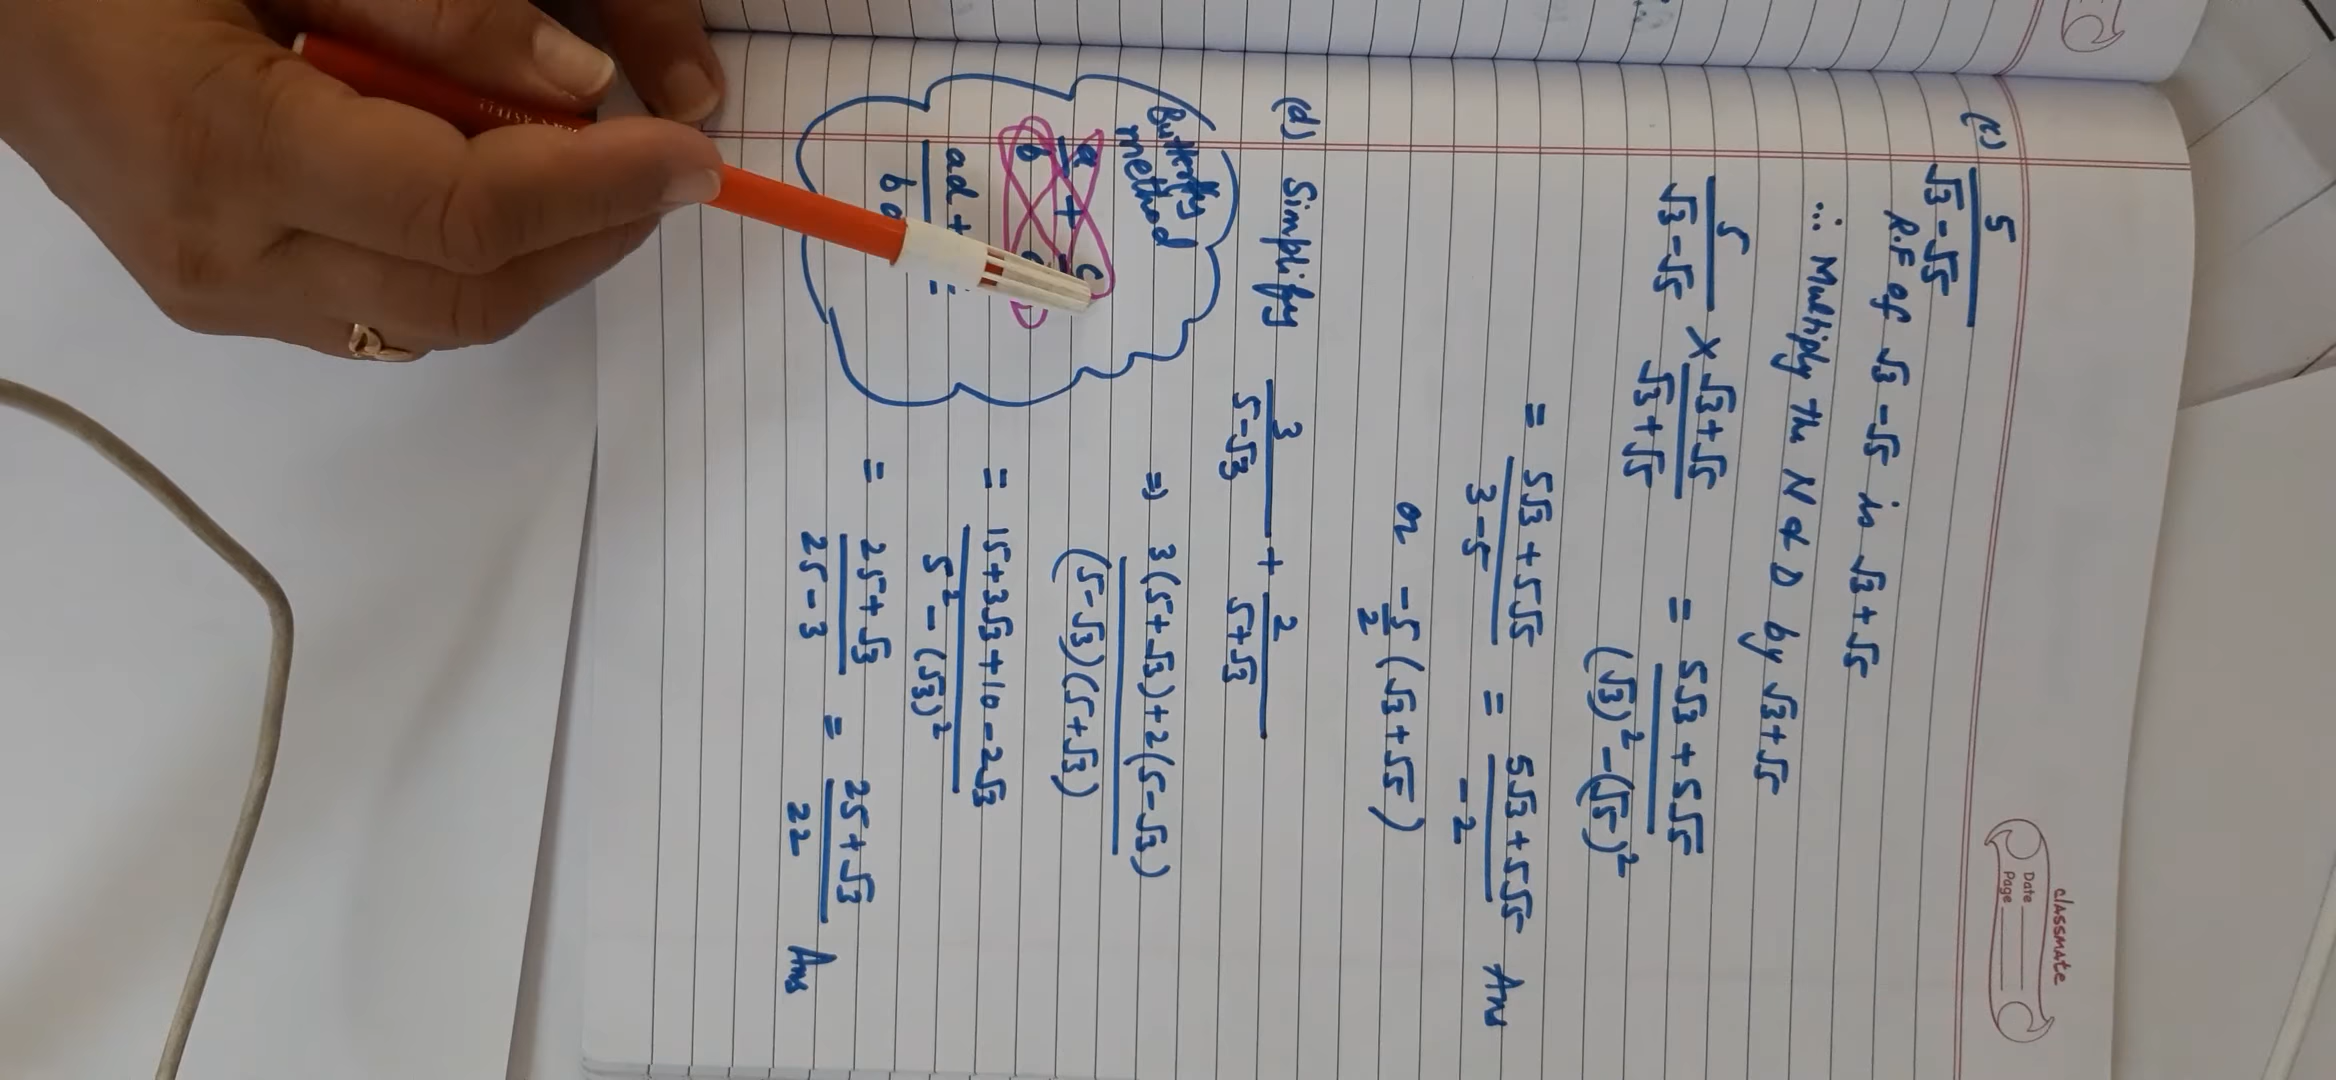 classmate
Date
Page
(c) 5/(√3-√5)
R.F of √3-√5 is √3+√5
∴ Multiply the N & D by √3+√5
5/(√3-√5) × (√3+√5)/(√3+√5) = (5√3+5√5)/((√3)²-(√5)²)
= (5√3+5√5)/(3-5) = (5√3+5√5)/-2 Ans
or -5/2 (√3+√5)
(d) Simplify 3/(5-√3) + 2/(5+√3)
⇒ (3(5+√3)+2(5-√3))/((5-√3)(5+√3))
= (15+3√3+10-2√3)/(5²-(√3)²)
= (25+√3)/(25-3) = (25+√3)/22 Ans
Butterfly
method
a/b + c
ad+
b